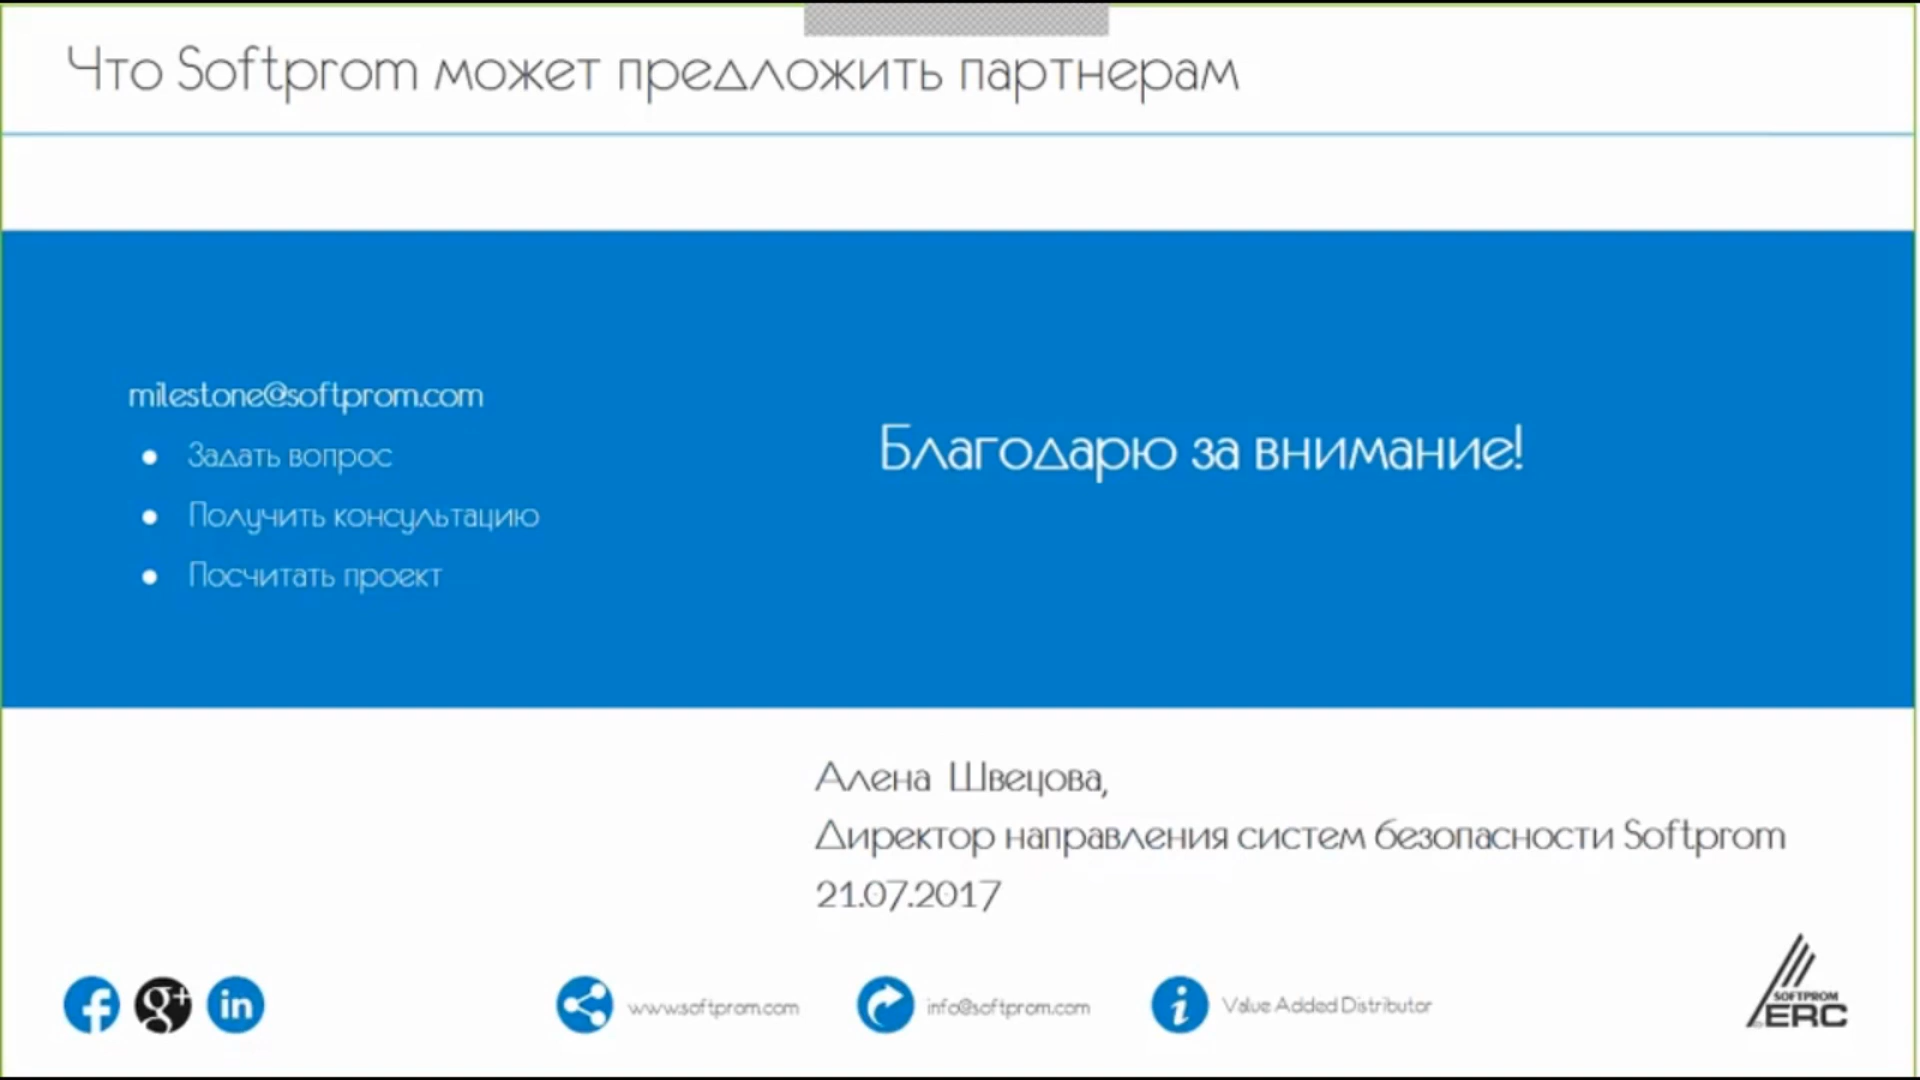 Что Softprom может предложить партнерам
milestone@softprom.com
● Задать вопрос
● Получить консультацию
● Посчитать проект
Благодарю за внимание!
Алена Швецова,
Директор направления систем безопасности Softprom
21.07.2017
f g+ in
www.softprom.com
info@softprom.com
i Value Added Distributor
SOFTPROM
ERC